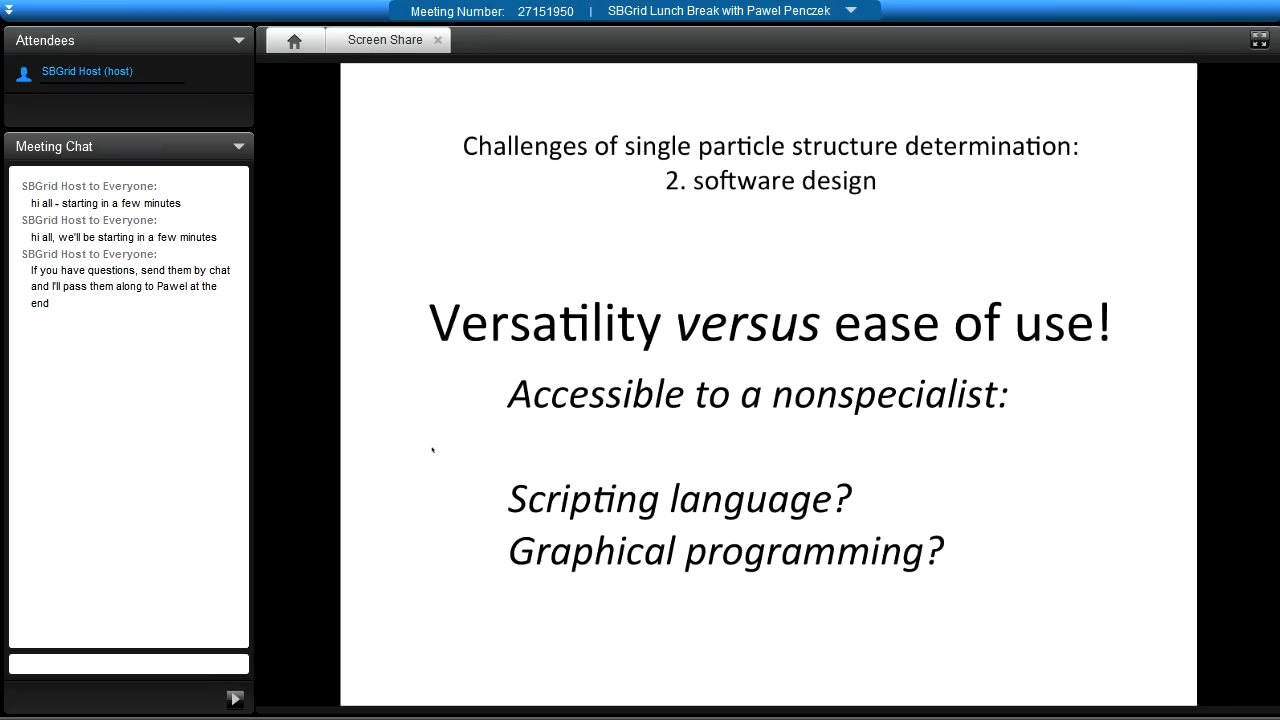 Meeting Number: 27151950 | SBGrid Lunch Break with Pawel Penczek
Attendees
SBGrid Host (host)
Meeting Chat
SBGrid Host to Everyone:
hi all - starting in a few minutes
SBGrid Host to Everyone:
hi all, we'll be starting in a few minutes
SBGrid Host to Everyone:
If you have questions, send them by chat
and I'll pass them along to Pawel at the
end
Screen Share
Challenges of single particle structure determination:
2. software design
Versatility versus ease of use!
Accessible to a nonspecialist:
Scripting language?
Graphical programming?